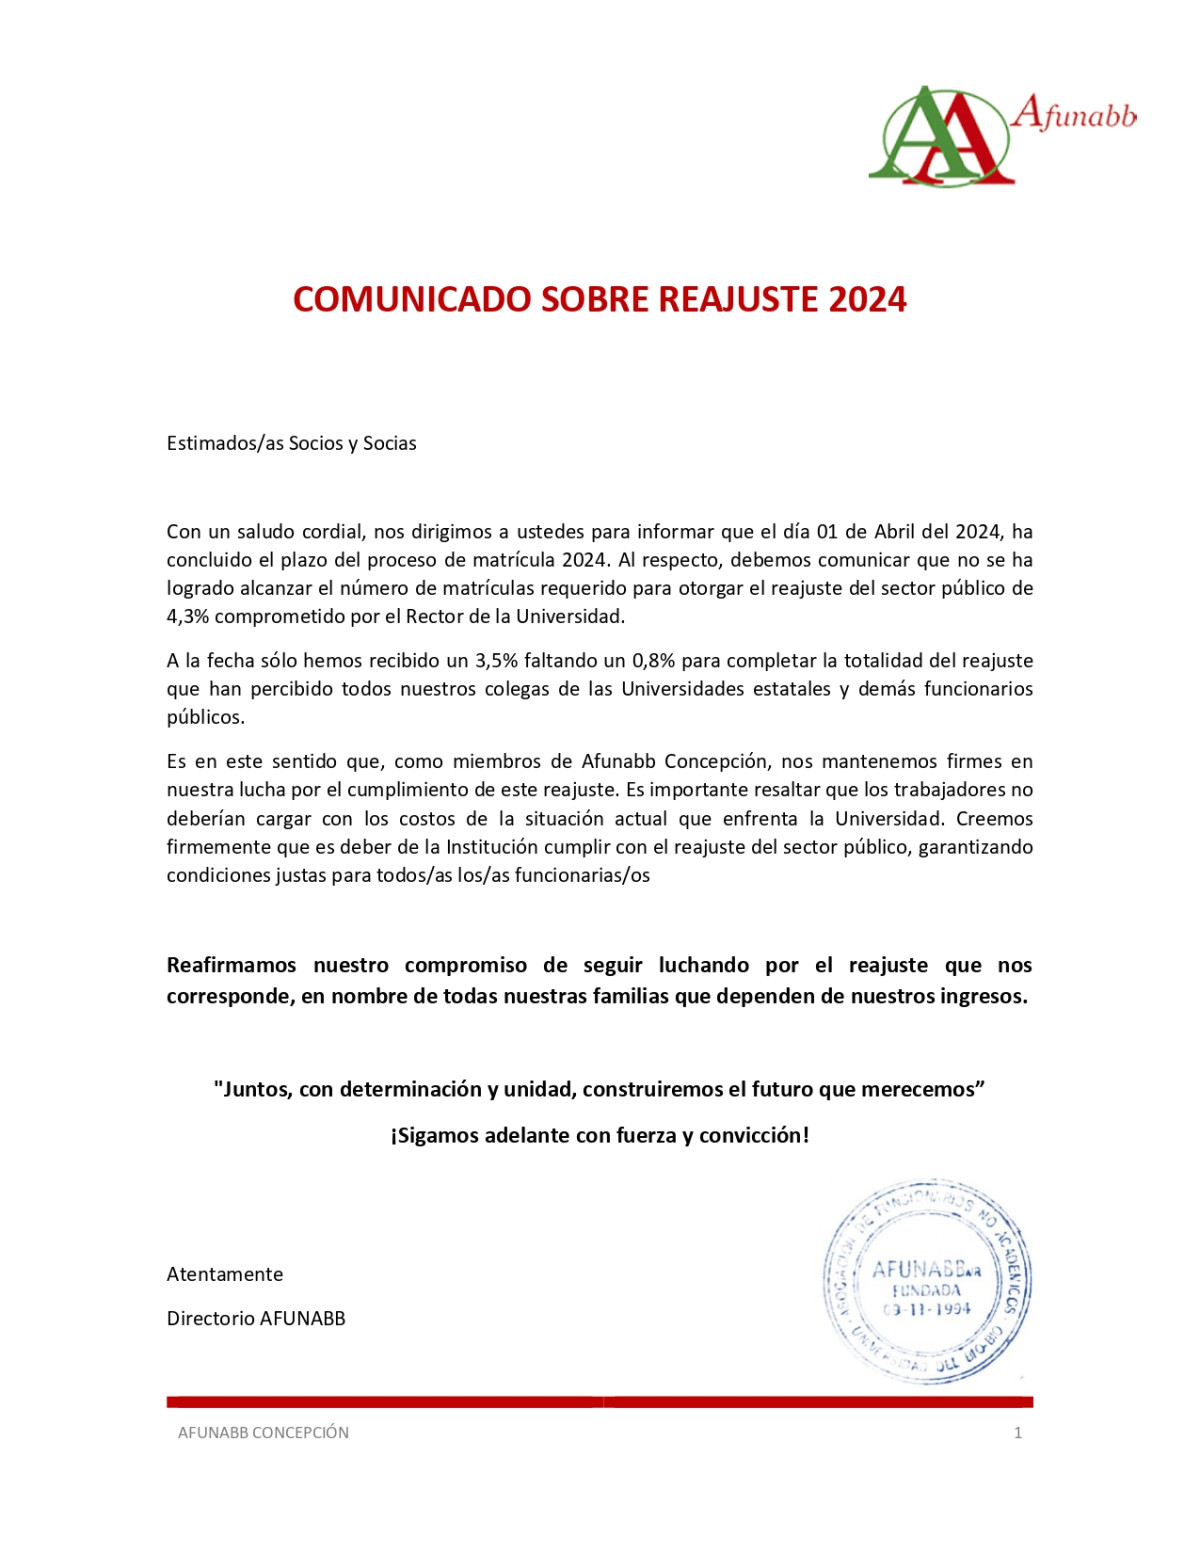 AA Afunabb
COMUNICADO SOBRE REAJUSTE 2024
Estimados/as Socios y Socias
Con un saludo cordial, nos dirigimos a ustedes para informar que el día 01 de Abril del 2024, ha
concluido el plazo del proceso de matrícula 2024. Al respecto, debemos comunicar que no se ha
logrado alcanzar el número de matrículas requerido para otorgar el reajuste del sector público de
4,3% comprometido por el Rector de la Universidad.
A la fecha sólo hemos recibido un 3,5% faltando un 0,8% para completar la totalidad del reajuste
que han percibido todos nuestros colegas de las Universidades estatales y demás funcionarios
públicos.
Es en este sentido que, como miembros de Afunabb Concepción, nos mantenemos firmes en
nuestra lucha por el cumplimiento de este reajuste. Es importante resaltar que los trabajadores no
deberían cargar con los costos de la situación actual que enfrenta la Universidad. Creemos
firmemente que es deber de la Institución cumplir con el reajuste del sector público, garantizando
condiciones justas para todos/as los/as funcionarias/os
Reafirmamos nuestro compromiso de seguir luchando por el reajuste que nos
corresponde, en nombre de todas nuestras familias que dependen de nuestros ingresos.
"Juntos, con determinación y unidad, construiremos el futuro que merecemos”
¡Sigamos adelante con fuerza y convicción!
ASOCIACION DE FUNCIONARIOS NO ACADEMICOS
AFUNABB
FUNDADA
09-11-1994
UNIVERSIDAD DEL BIO-BIO
Atentamente
Directorio AFUNABB
AFUNABB CONCEPCIÓN 1